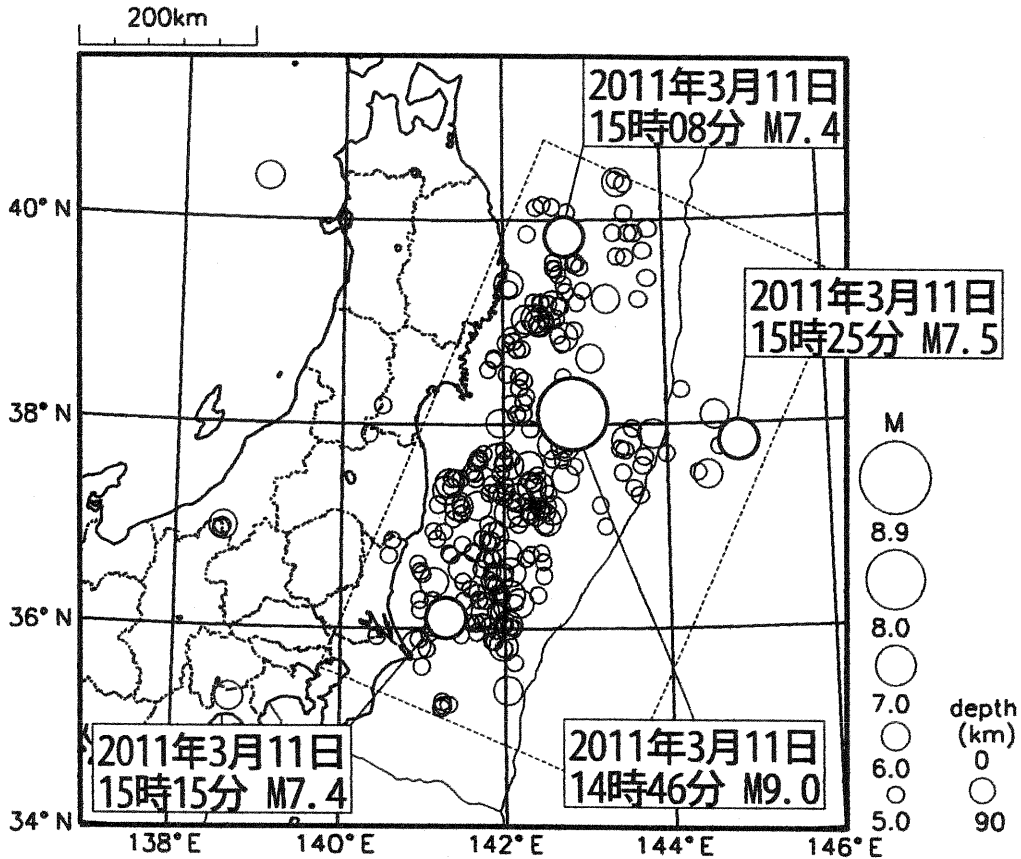 200km
2011年3月11日
15時08分 M7.4
40°N
2011年3月11日
15時25分 M7.5
38°N
M
8.9
8.0
36°N
7.0
depth
(km)
2011年3月11日
15時15分 M7.4
2011年3月11日
14時46分 M9.0
6.0
0
5.0
90
34°N
138°E
140°E
142°E
144°E
146°E